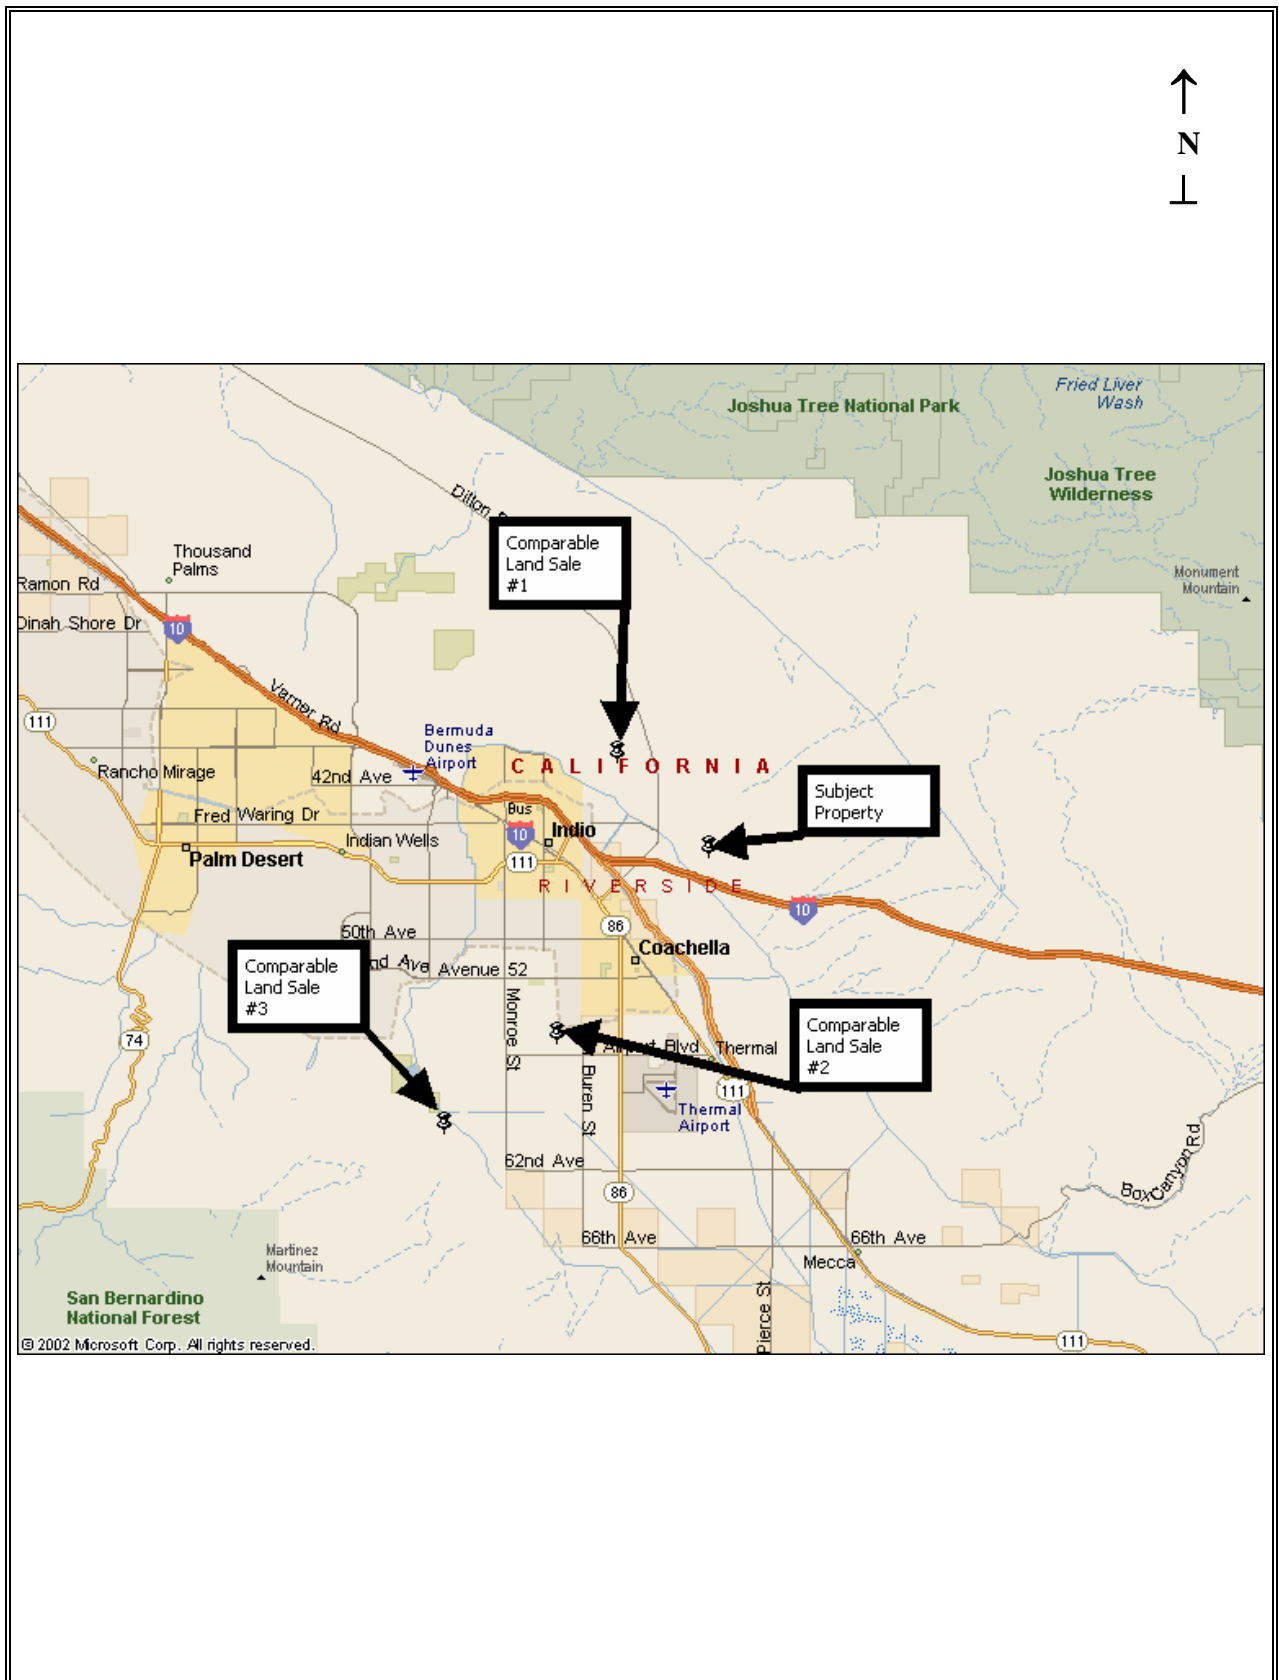 N
Fried Liver
Wash
Joshua Tree National Park
Joshua Tree
Wilderness
Dillon
Comparable
Land Sale
#1
Thousand
Palms
Monument
Mountain
Ramon Rd
Dinah Shore Dr
10
Varner Rd
111
Bermuda
Dunes
Airport
CALIFORNIA
Rancho Mirage
42nd Ave
Subject
Property
Fred Waring Dr
Bus
10
Indio
Indian Wells
Palm Desert
111
RIVERSIDE
10
86
50th Ave
Coachella
nd Ave
Avenue 52
Comparable
Land Sale
#3
Monroe St
Comparable
Land Sale
#2
74
Airport Blvd
Thermal
Buren St
111
Thermal
Airport
62nd Ave
Box Canyon Rd
86
66th Ave
66th Ave
Martinez
Mountain
Mecca
San Bernardino
National Forest
Pierce St
111
© 2002 Microsoft Corp. All rights reserved.